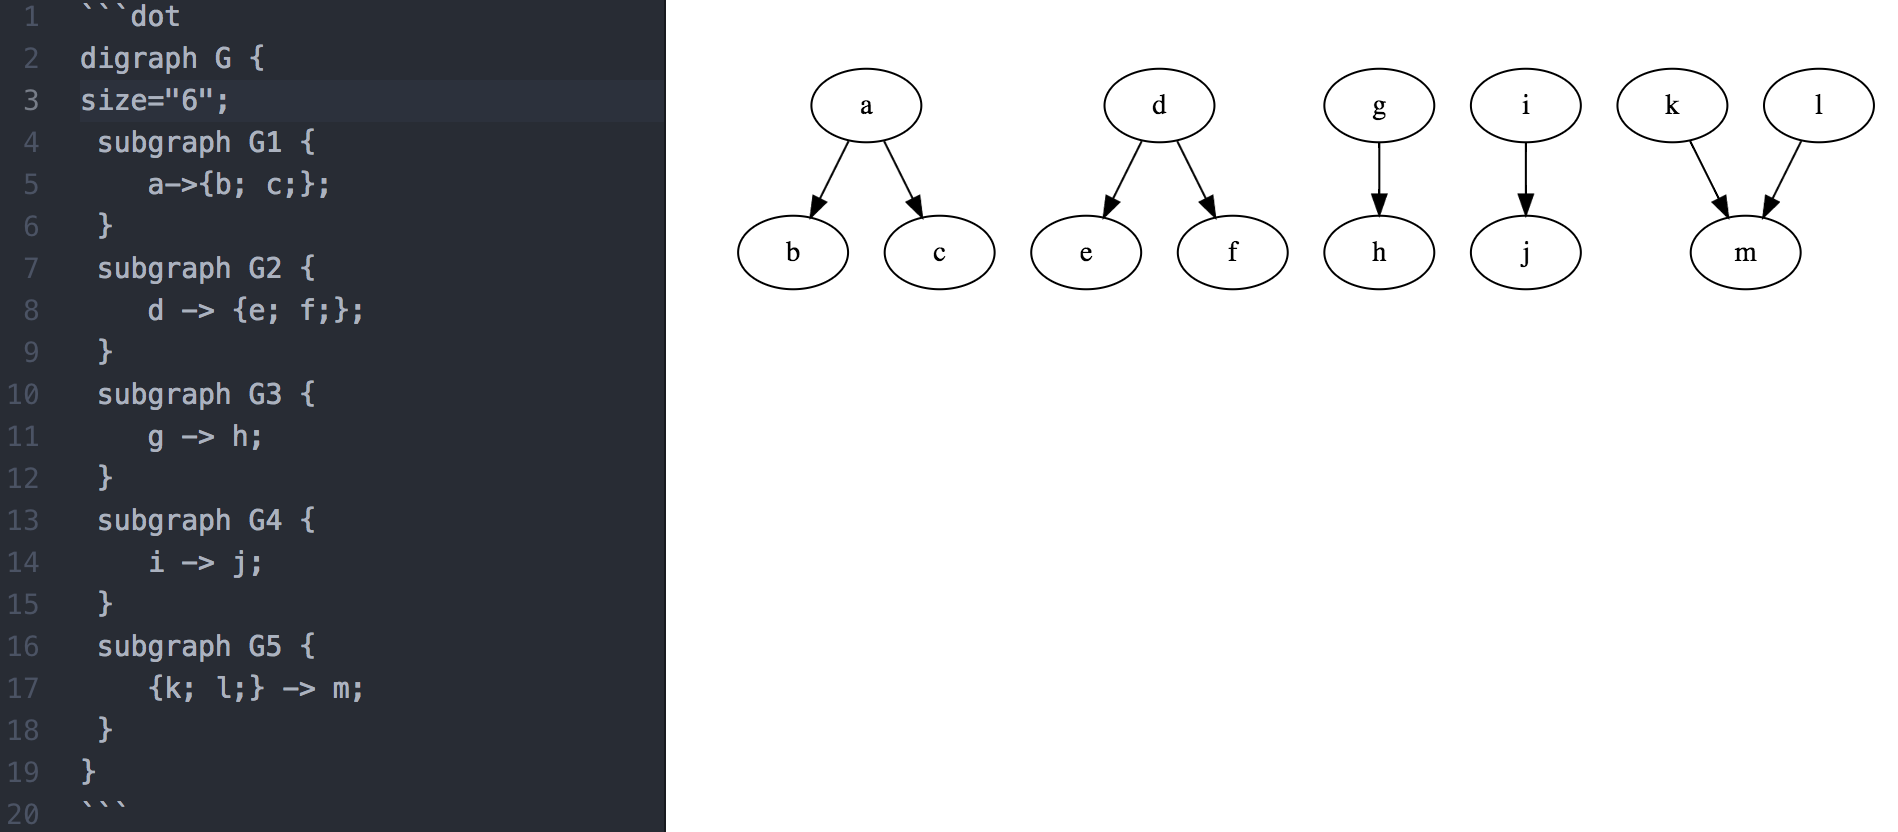 1 ```dot
2 digraph G {
3 size="6";
4 subgraph G1 {
5 a->{b; c;};
6 }
7 subgraph G2 {
8 d -> {e; f;};
9 }
10 subgraph G3 {
11 g -> h;
12 }
13 subgraph G4 {
14 i -> j;
15 }
16 subgraph G5 {
17 {k; l;} -> m;
18 }
19 }
20 ```
a d g i k l
b c e f h j m